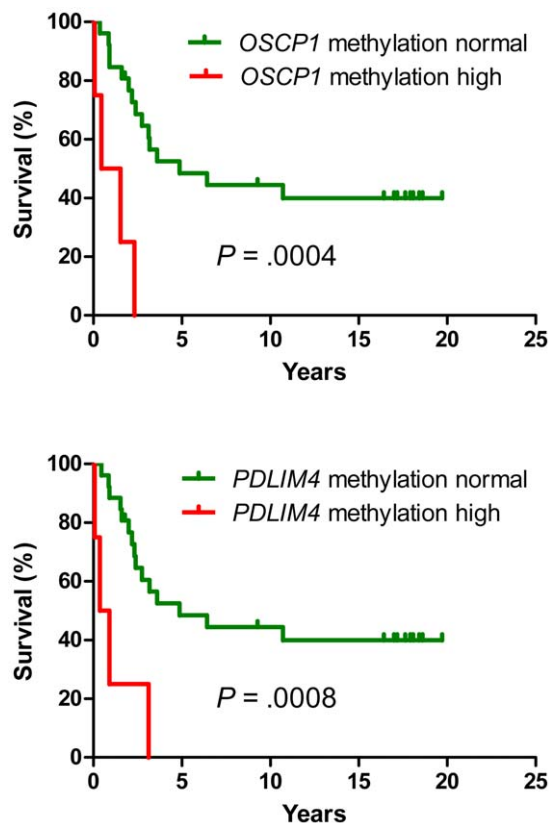 100
80
60
40
20
0
Survival (%)
OSCP1 methylation normal
OSCP1 methylation high
P = .0004
0 5 10 15 20 25
Years
100
80
60
40
20
0
Survival (%)
PDLIM4 methylation normal
PDLIM4 methylation high
P = .0008
0 5 10 15 20 25
Years